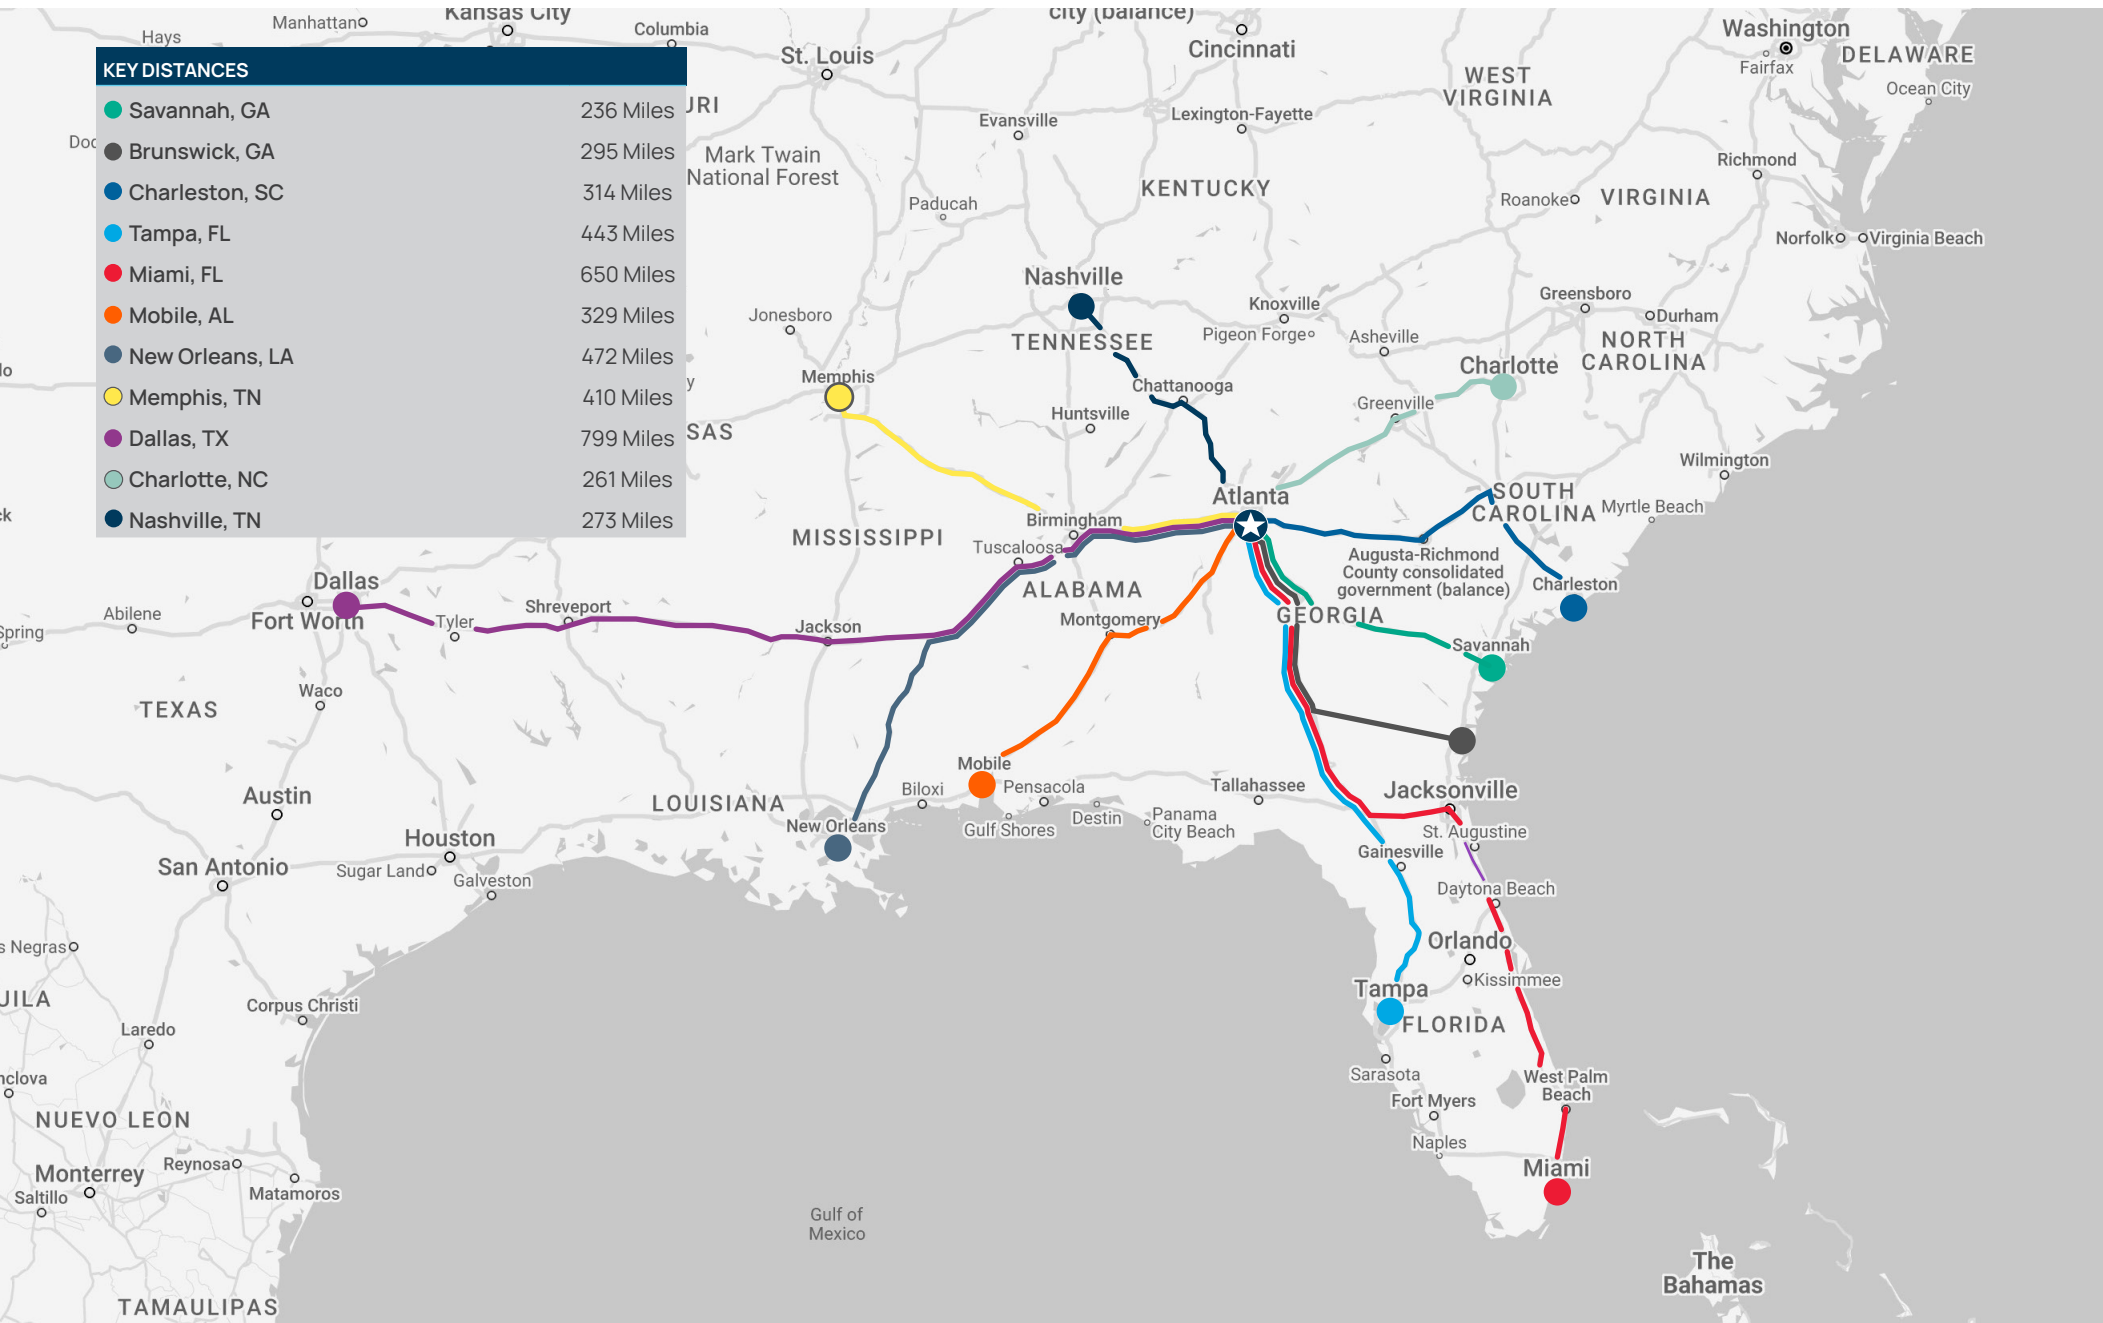 Kansas City
city (balance)
Manhattan
Hays
Columbia
St. Louis
Cincinnati
Washington
Fairfax
DELAWARE
Ocean City
KEY DISTANCES
Savannah, GA 236 Miles
Brunswick, GA 295 Miles
Charleston, SC 314 Miles
Tampa, FL 443 Miles
Miami, FL 650 Miles
Mobile, AL 329 Miles
New Orleans, LA 472 Miles
Memphis, TN 410 Miles
Dallas, TX 799 Miles
Charlotte, NC 261 Miles
Nashville, TN 273 Miles
URI
WEST
VIRGINIA
Evansville
Lexington-Fayette
Mark Twain
National Forest
KENTUCKY
Richmond
Roanoke
VIRGINIA
Paducah
Norfolk
Virginia Beach
Nashville
Knoxville
Greensboro
Jonesboro
Pigeon Forge
Asheville
Durham
TENNESSEE
NORTH
CAROLINA
Charlotte
Memphis
Chattanooga
Greenville
Huntsville
SAS
Wilmington
Atlanta
SOUTH
CAROLINA
Myrtle Beach
Birmingham
MISSISSIPPI
Tuscaloosa
Augusta-Richmond
County consolidated
government (balance)
Charleston
ALABAMA
Dallas
Fort Worth
Abilene
Shreveport
Tyler
Spring
Jackson
Montgomery
GEORGIA
Savannah
Waco
TEXAS
Mobile
Austin
LOUISIANA
Biloxi
Pensacola
Tallahassee
Jacksonville
New Orleans
Gulf Shores
Destin
Panama
City Beach
St. Augustine
Houston
Gainesville
San Antonio
Sugar Land
Galveston
Daytona Beach
s Negras
Orlando
Kissimmee
Tampa
FLORIDA
UILA
Corpus Christi
Laredo
Sarasota
West Palm
Beach
nclova
Fort Myers
NUEVO LEON
Naples
Monterrey
Reynosa
Miami
Saltillo
Matamoros
Gulf of
Mexico
The
Bahamas
TAMAULIPAS